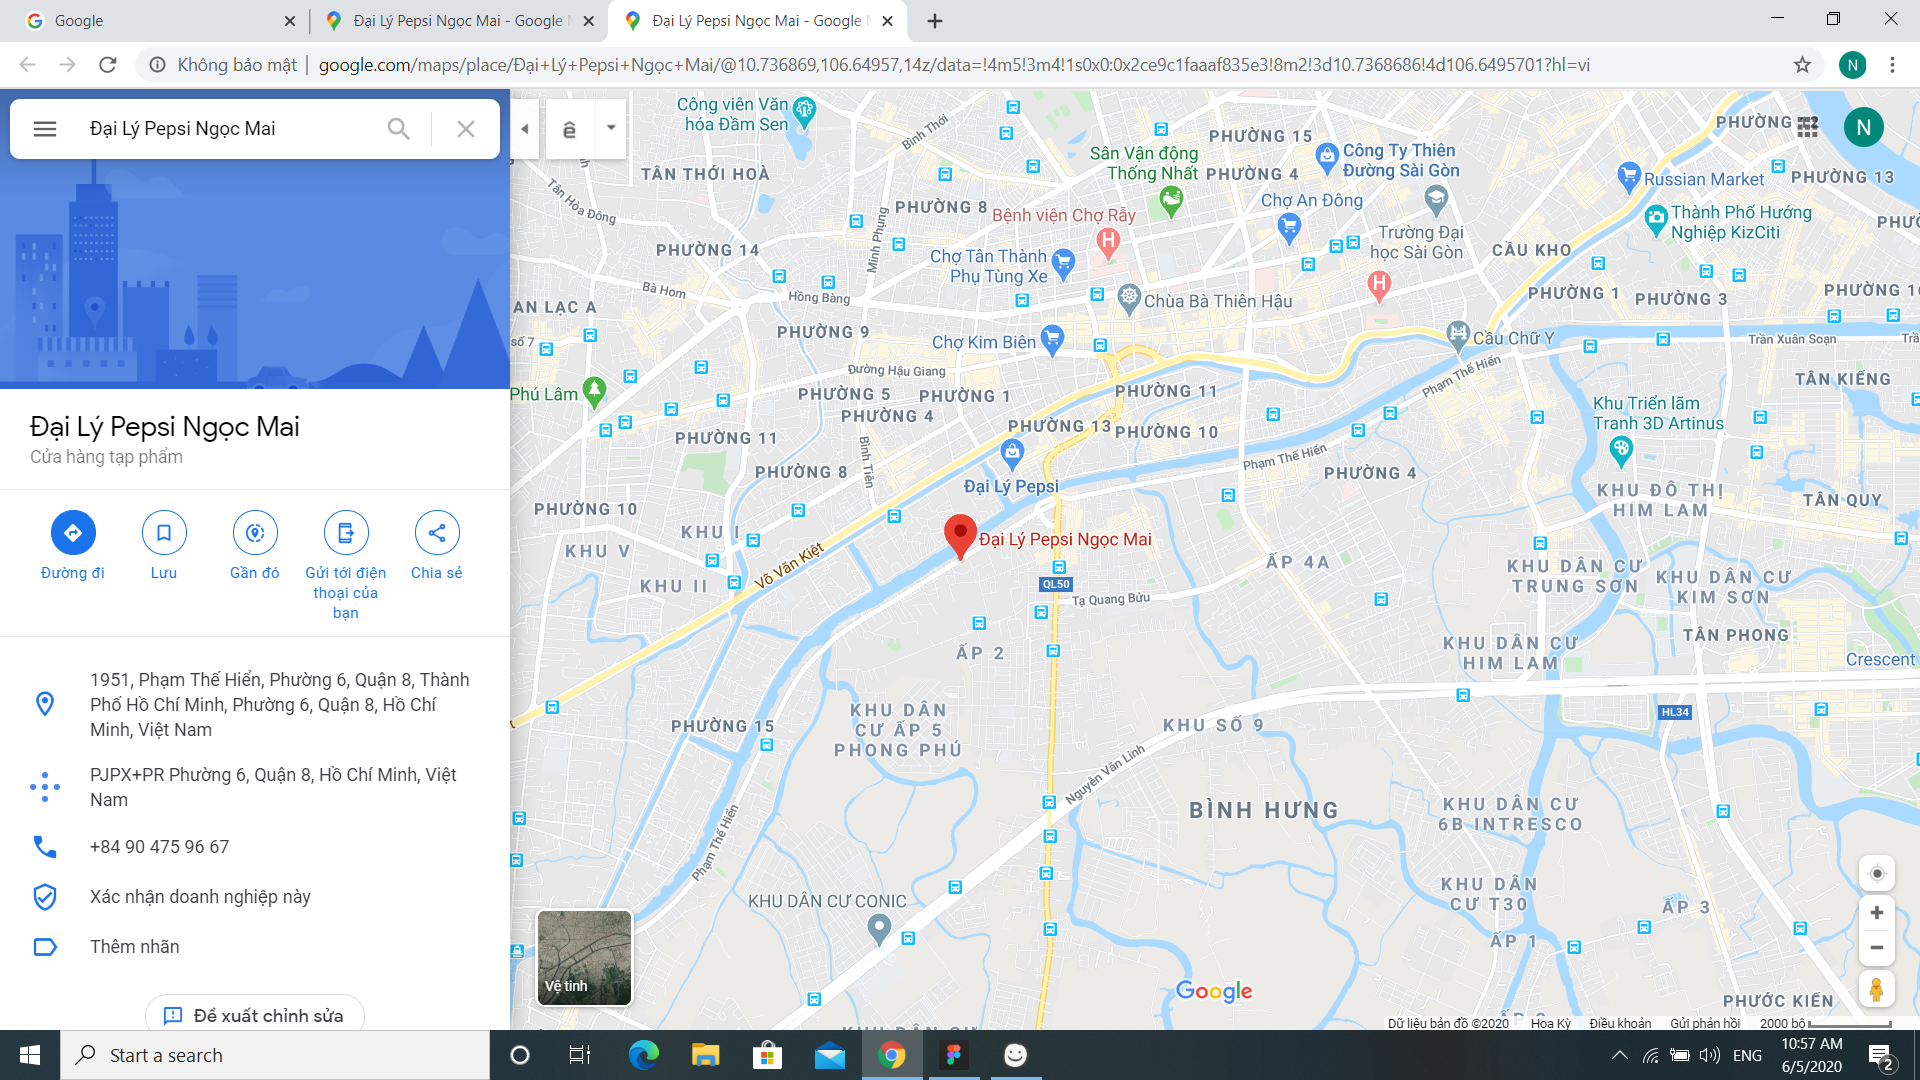 Google
Đại Lý Pepsi Ngọc Mai - Google
Đại Lý Pepsi Ngọc Mai - Google
Không bảo mật
google.com/maps/place/Đại+Lý+Pepsi+Ngọc+Mai/@10.736869,106.64957,14z/data=!4m5!3m4!1s0x0:0x2ce9c1faaaf835e3!8m2!3d10.7368686!4d106.6495701?hl=vi
N
Đại Lý Pepsi Ngọc Mai
ê
N
Đại Lý Pepsi Ngọc Mai
Cửa hàng tạp phẩm
Đường đi
Lưu
Gần đó
Gửi tới điện
thoại của
bạn
Chia sẻ
1951, Phạm Thế Hiển, Phường 6, Quận 8, Thành
Phố Hồ Chí Minh, Phường 6, Quận 8, Hồ Chí
Minh, Việt Nam
PJPX+PR Phường 6, Quận 8, Hồ Chí Minh, Việt
Nam
+84 90 475 96 67
Xác nhận doanh nghiệp này
Thêm nhãn
Đề xuất chỉnh sửa
Công viên Văn
hóa Đầm Sen
Bình Thới
PHƯỜNG 15
PHƯỜNG
TÂN THỚI HOÀ
Tân Hòa Đông
PHƯỜNG 8
Minh Phụng
Sân Vận động
Thống Nhất
PHƯỜNG 4
Công Ty Thiên
Đường Sài Gòn
Russian Market
PHƯỜNG 13
Bệnh viện Chợ Rẫy
Chợ An Đông
Thành Phố Hướng
Nghiệp KizCiti
PHƯỜNG 14
Chợ Tân Thành
Phụ Tùng Xe
Trường Đại
học Sài Gòn
CẦU KHO
Bà Hom
Hồng Bàng
Chùa Bà Thiên Hậu
PHƯỜNG 1
PHƯỜNG 3
AN LẠC A
PHƯỜNG 9
Chợ Kim Biên
Cầu Chữ Y
Trần Xuân Soạn
số 7
Đường Hậu Giang
Phạm Thế Hiển
TÂN KIỂNG
Phú Lâm
PHƯỜNG 5
PHƯỜNG 1
PHƯỜNG 11
PHƯỜNG 4
Khu Triển lãm
Tranh 3D Artinus
PHƯỜNG 11
PHƯỜNG 13
PHƯỜNG 10
PHƯỜNG 8
Bình Tiên
Phạm Thế Hiển
PHƯỜNG 4
Đại Lý Pepsi
KHU ĐÔ THỊ
HIM LAM
TÂN QUY
PHƯỜNG 10
KHU I
KHU V
Đại Lý Pepsi Ngọc Mai
Võ Văn Kiệt
KHU II
QL50
Tạ Quang Bửu
ẤP 4A
KHU DÂN CƯ
TRUNG SƠN
KHU DÂN CƯ
KIM SƠN
ẤP 2
KHU DÂN CƯ
HIM LAM
TÂN PHONG
Crescent
KHU DÂN
CƯ ẤP 5
PHONG PHÚ
PHƯỜNG 15
KHU SỐ 9
HL34
Nguyễn Văn Linh
Phạm Thế Hiển
BÌNH HƯNG
KHU DÂN CƯ
6B INTRESCO
KHU DÂN CƯ CONIC
KHU DÂN
CƯ T30
ẤP 3
ẤP 1
PHƯỚC KIỂN
Vệ tinh
Google
Dữ liệu bản đồ ©2020
Hoa Kỳ
Điều khoản
Gửi phản hồi
2000 bộ
Start a search
ENG
10:57 AM
6/5/2020
2